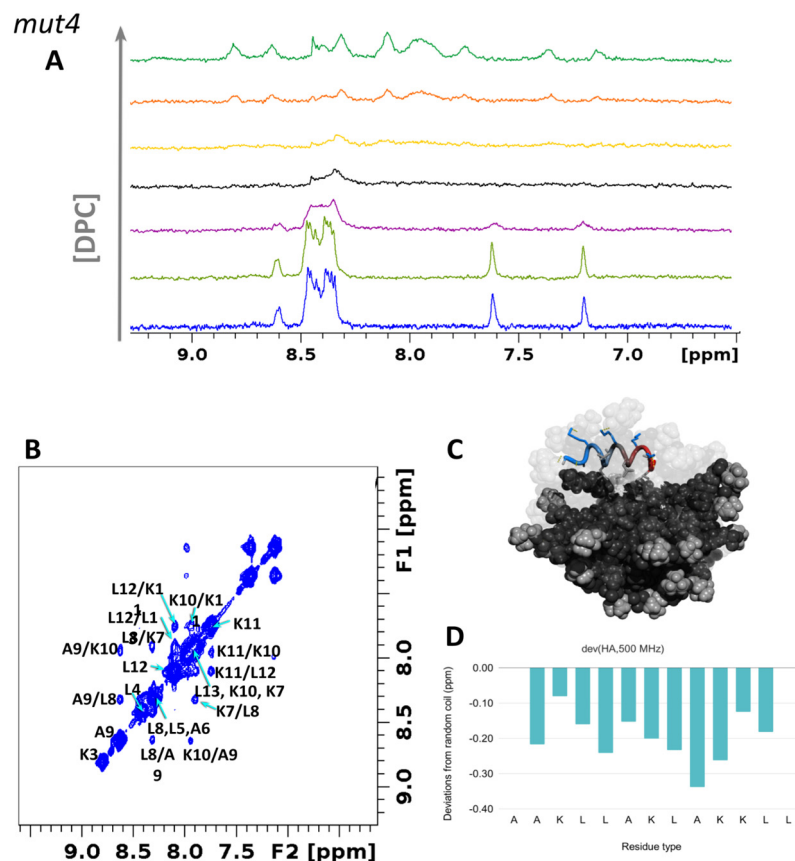 mut4
A
[DPC]
9.0 8.5 8.0 7.5 7.0 [ppm]
B
C
F1 [ppm]
L12/K1
1
K10/K1
1
L12/L1
3
L8/K7
K11
A9/K10
K11/K10
L12
K11/L12
L4
L13, K10, K7
A9/L8
K7/L8
A9
L8,L5,A6
K3
L8/A
9
K10/A9
8.0
8.5
9.0
9.0 8.5 8.0 7.5 F2 [ppm]
D
dev(HA,500 MHz)
Deviations from random coil (ppm)
0.00
-0.10
-0.20
-0.30
-0.40
A A K L L A K L A K K L L
Residue type